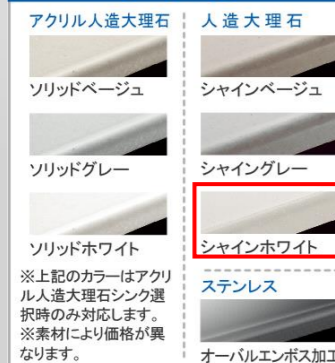 アクリル人造大理石
ソリッドベージュ
ソリッドグレー
ソリッドホワイト
※上記のカラーはアクリ
ル人造大理石シンク選
択時のみ対応します。
※素材により価格が異
なります。
人造大理石
シャインベージュ
シャイングレー
シャインホワイト
ステンレス
オーバルエンボス加工